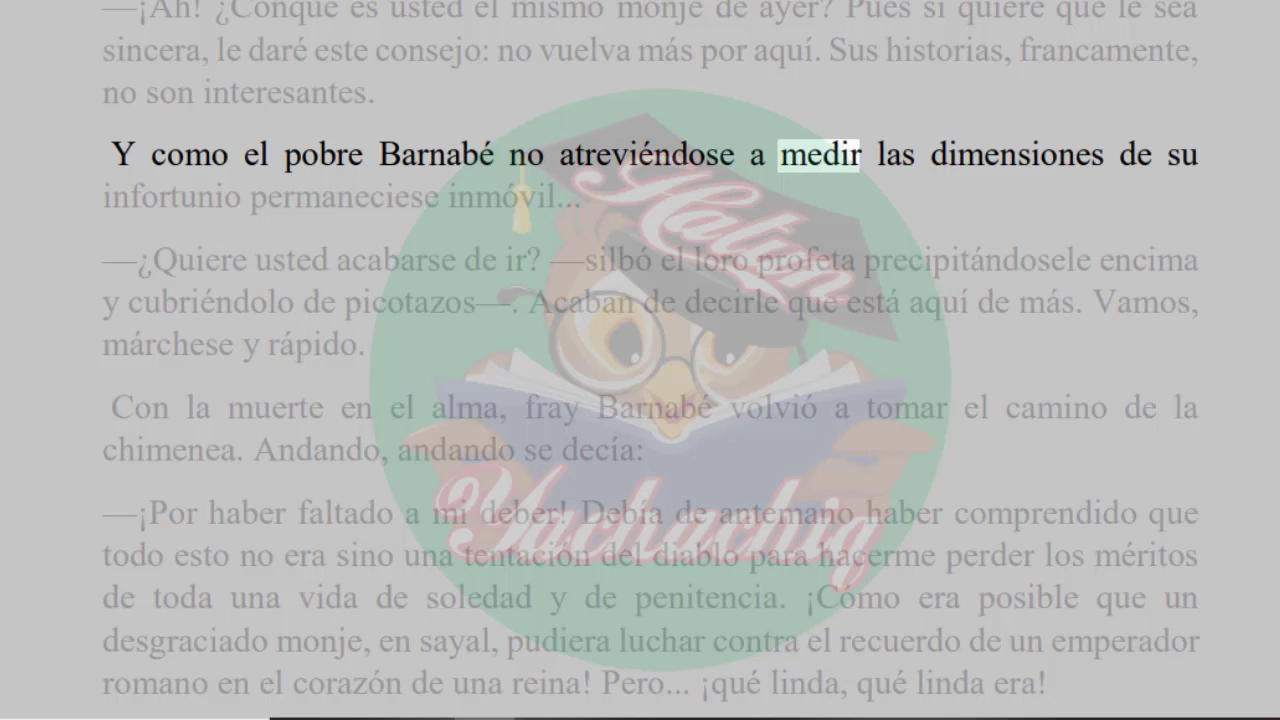 —¡Ah! ¿Conque es usted el mismo monje de ayer? Pues si quiere que le sea
sincera, le daré este consejo: no vuelva más por aquí. Sus historias, francamente,
no son interesantes.
Y como el pobre Barnabé no atreviéndose a medir las dimensiones de su
infortunio permaneciese inmóvil...
—¿Quiere usted acabarse de ir? —silbó el loro profeta precipitándosele encima
y cubriéndolo de picotazos—. Acaban de decirle que está aquí de más. Vamos,
márchese y rápido.
Con la muerte en el alma, fray Barnabé volvió a tomar el camino de la
chimenea. Andando, andando se decía:
—¡Por haber faltado a mi deber! Debía de antemano haber comprendido que
todo esto no era sino una tentación del diablo para hacerme perder los méritos
de toda una vida de soledad y de penitencia. ¡Cómo era posible que un
desgraciado monje, en sayal, pudiera luchar contra el recuerdo de un emperador
romano en el corazón de una reina! Pero... ¡qué linda, qué linda era!
Hatun
Yachachiq